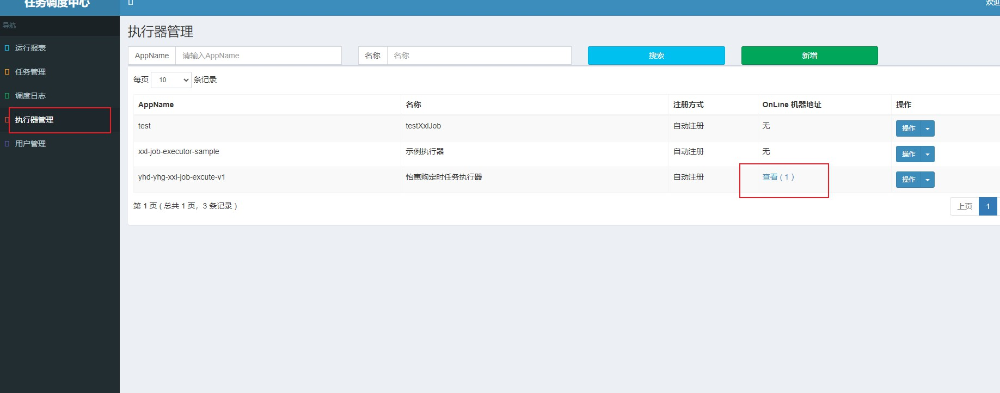 任务调度中心
欢迎
导航
运行报表
任务管理
调度日志
执行器管理
用户管理
执行器管理
AppName 请输入AppName 名称 名称 搜索 新增
每页 10 条记录
AppName 名称 注册方式 OnLine 机器地址 操作
test testXxlJob 自动注册 无 操作
xxl-job-executor-sample 示例执行器 自动注册 无 操作
yhd-yhg-xxl-job-excute-v1 怡惠购定时任务执行器 自动注册 查看 ( 1 ) 操作
第 1 页 ( 总共 1 页，3 条记录 )
上页 1